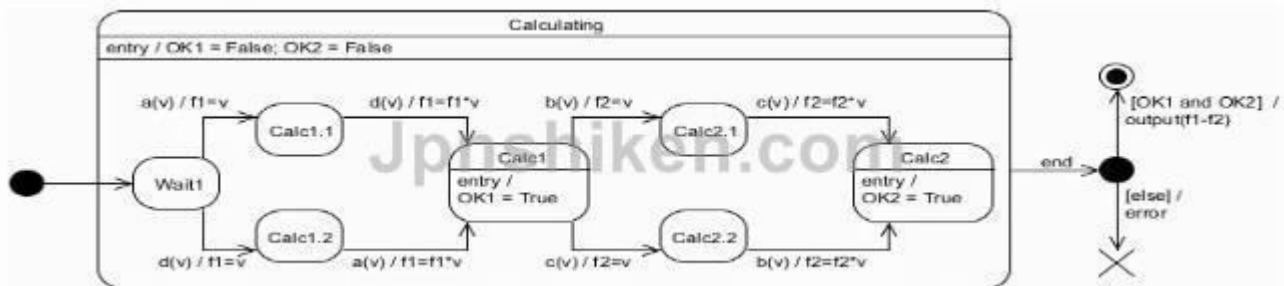 Calculating
entry / OK1 = False; OK2 = False
a(v) / f1=v
d(v) / f1=f1*v
b(v) / f2=v
c(v) / f2=f2*v
[OK1 and OK2] /
output(f1-f2)
Calc1.1
Calc2.1
Jpnshiken.com
Wait1
Calc1
entry /
OK1 = True
Calc2
entry /
OK2 = True
end
[else] /
error
Calc1.2
Calc2.2
d(v) / f1=v
a(v) / f1=f1*v
c(v) / f2=v
b(v) / f2=f2*v